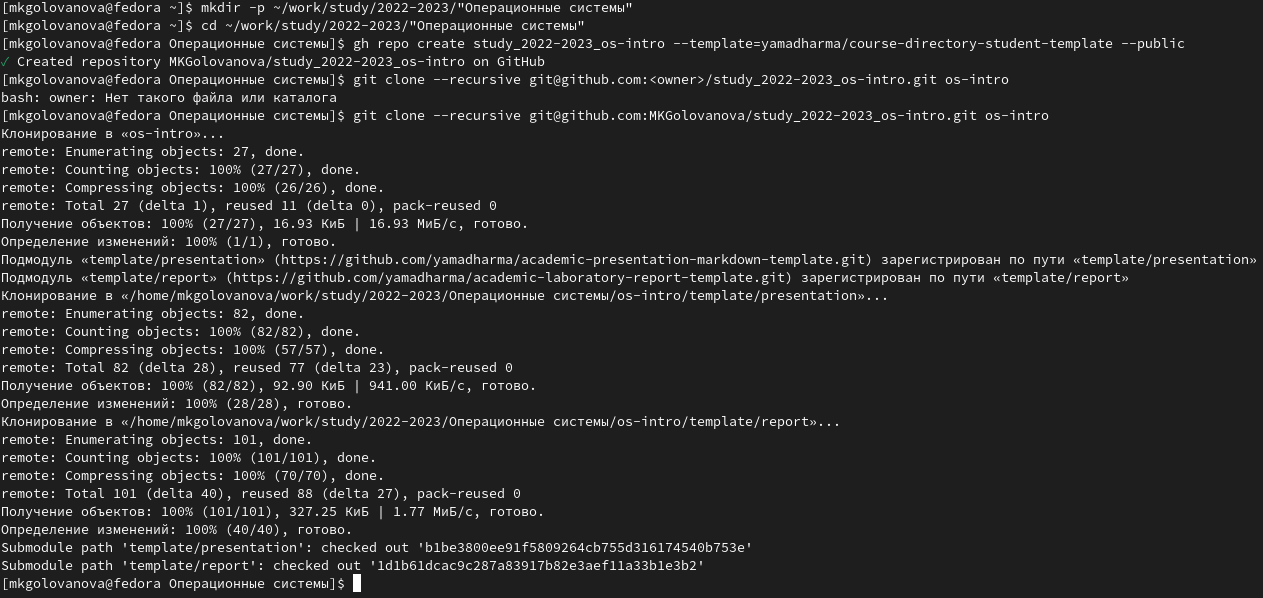 [mkgolovanova@fedora ~]$ mkdir -p ~/work/study/2022-2023/"Операционные системы"
[mkgolovanova@fedora ~]$ cd ~/work/study/2022-2023/"Операционные системы"
[mkgolovanova@fedora Операционные системы]$ gh repo create study_2022-2023_os-intro --template=yamadharma/course-directory-student-template --public
✓ Created repository MKGolovanova/study_2022-2023_os-intro on GitHub
[mkgolovanova@fedora Операционные системы]$ git clone --recursive git@github.com:<owner>/study_2022-2023_os-intro.git os-intro
bash: owner: Нет такого файла или каталога
[mkgolovanova@fedora Операционные системы]$ git clone --recursive git@github.com:MKGolovanova/study_2022-2023_os-intro.git os-intro
Клонирование в «os-intro»...
remote: Enumerating objects: 27, done.
remote: Counting objects: 100% (27/27), done.
remote: Compressing objects: 100% (26/26), done.
remote: Total 27 (delta 1), reused 11 (delta 0), pack-reused 0
Получение объектов: 100% (27/27), 16.93 КиБ | 16.93 МиБ/с, готово.
Определение изменений: 100% (1/1), готово.
Подмодуль «template/presentation» (https://github.com/yamadharma/academic-presentation-markdown-template.git) зарегистрирован по пути «template/presentation»
Подмодуль «template/report» (https://github.com/yamadharma/academic-laboratory-report-template.git) зарегистрирован по пути «template/report»
Клонирование в «/home/mkgolovanova/work/study/2022-2023/Операционные системы/os-intro/template/presentation»...
remote: Enumerating objects: 82, done.
remote: Counting objects: 100% (82/82), done.
remote: Compressing objects: 100% (57/57), done.
remote: Total 82 (delta 28), reused 77 (delta 23), pack-reused 0
Получение объектов: 100% (82/82), 92.90 КиБ | 941.00 КиБ/с, готово.
Определение изменений: 100% (28/28), готово.
Клонирование в «/home/mkgolovanova/work/study/2022-2023/Операционные системы/os-intro/template/report»...
remote: Enumerating objects: 101, done.
remote: Counting objects: 100% (101/101), done.
remote: Compressing objects: 100% (70/70), done.
remote: Total 101 (delta 40), reused 88 (delta 27), pack-reused 0
Получение объектов: 100% (101/101), 327.25 КиБ | 1.77 МиБ/с, готово.
Определение изменений: 100% (40/40), готово.
Submodule path 'template/presentation': checked out 'b1be3800ee91f5809264cb755d316174540b753e'
Submodule path 'template/report': checked out '1d1b61dcac9c287a83917b82e3aef11a33b1e3b2'
[mkgolovanova@fedora Операционные системы]$